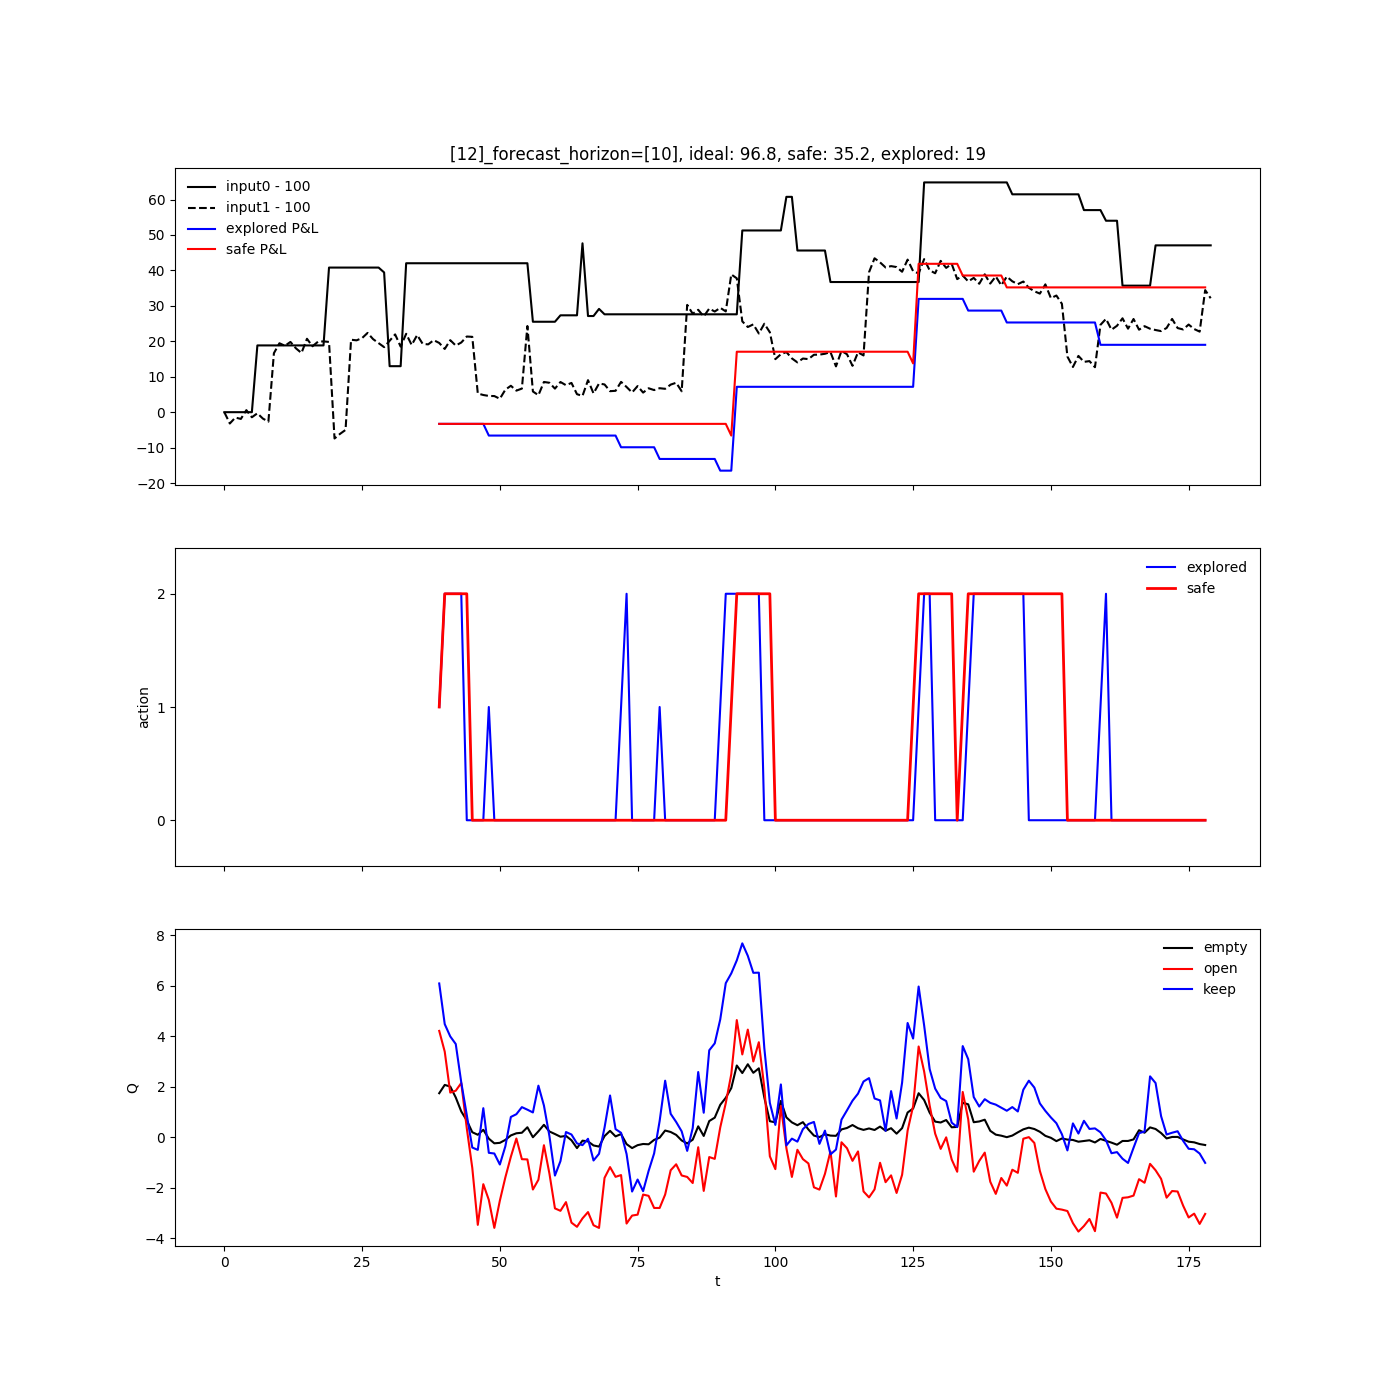 [12]_forecast_horizon=[10], ideal: 96.8, safe: 35.2, explored: 19
input0 - 100
input1 - 100
explored P&L
safe P&L
60
50
40
30
20
10
0
−10
−20
explored
safe
2
1
0
action
empty
open
keep
8
6
4
2
0
−2
−4
Q
0 25 50 75 100 125 150 175
t